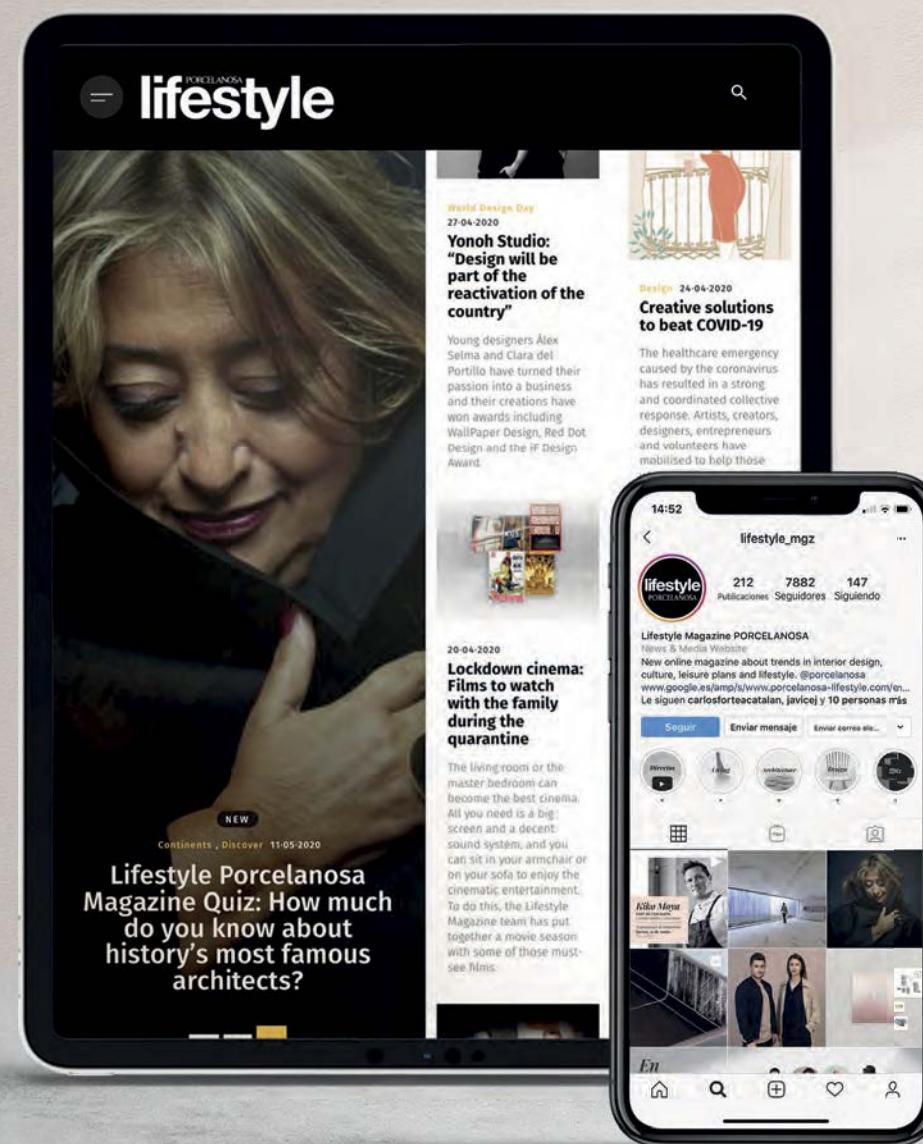 PORCELANOSA
lifestyle
NEW
Continents , Discover 11-05-2020
Lifestyle Porcelanosa
Magazine Quiz: How much
do you know about
history's most famous
architects?
World Design Day
27-04-2020
Yonoh Studio:
“Design will be
part of the
reactivation of the
country”
Young designers Álex
Selma and Clara del
Portillo have turned their
passion into a business
and their creations have
won awards including
WallPaper Design, Red Dot
Design and the iF Design
Award.
20-04-2020
Lockdown cinema:
Films to watch
with the family
during the
quarantine
The living room or the
master bedroom can
become the best cinema.
All you need is a big
screen and a decent
sound system, and you
can sit in your armchair or
on your sofa to enjoy the
cinematic entertainment.
To do this, the Lifestyle
Magazine team has put
together a movie season
with some of those must-
see films.
Design 24-04-2020
Creative solutions
to beat COVID-19
The healthcare emergency
caused by the coronavirus
has resulted in a strong
and coordinated collective
response. Artists, creators,
designers, entrepreneurs
and volunteers have
mobilised to help those
14:52
lifestyle_mgz
lifestyle
PORCELANOSA
212 7882 147
Publicaciones Seguidores Siguiendo
Lifestyle Magazine PORCELANOSA
News & Media Website
New online magazine about trends in interior design,
culture, leisure plans and lifestyle. @porcelanosa
www.google.es/amp/s/www.porcelanosa-lifestyle.com/en...
Le siguen carlosforteacatalan, javicej y 10 personas más
Seguir Enviar mensaje Enviar correo ele...
Directos Living Architecture Design
Kiko Moya
En